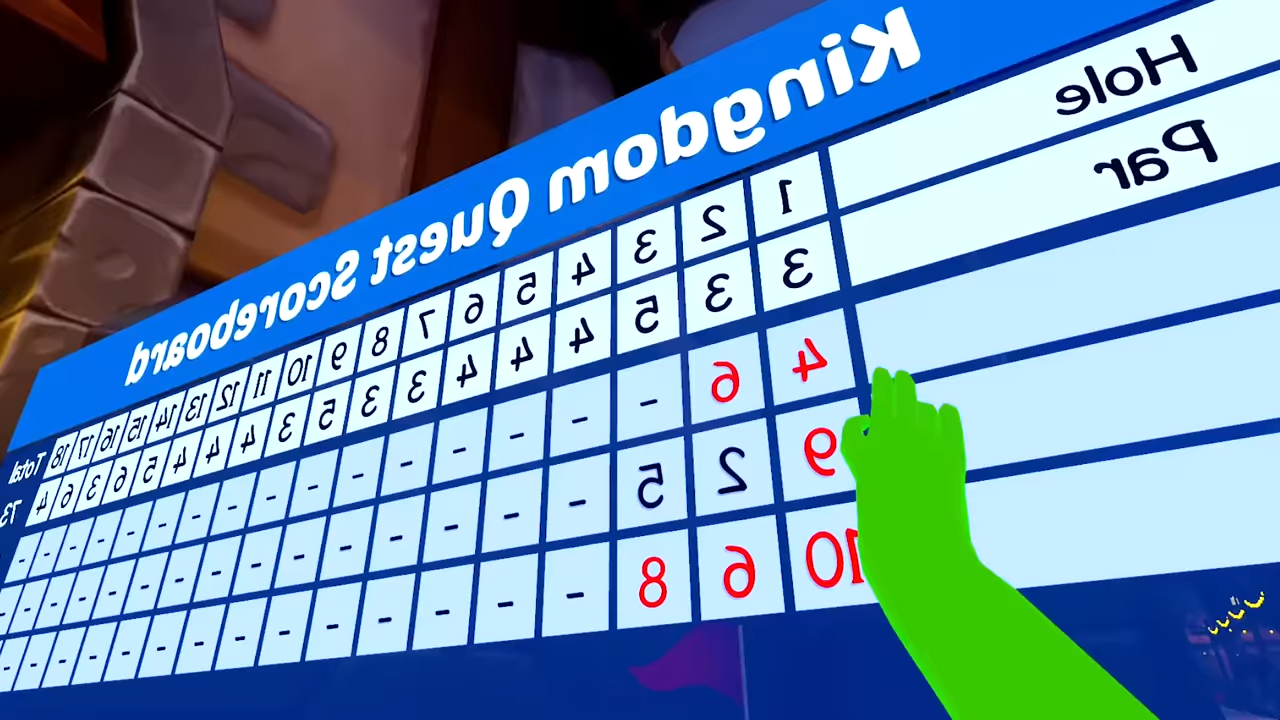 Kingdom Quest Scoreboard
Hole 1 2 3 4 5 6 7 8 9 10 11 12 13 14 15 16 17 18 Total
Par 3 3 5 4 4 4 3 3 5 3 4 4 4 5 6 3 6 4 73
4 6 - - - - - - - - - - - - - - - -
9 2 5 - - - - - - - - - - - - - - -
10 6 8 - - - - - - - - - - - - - - -